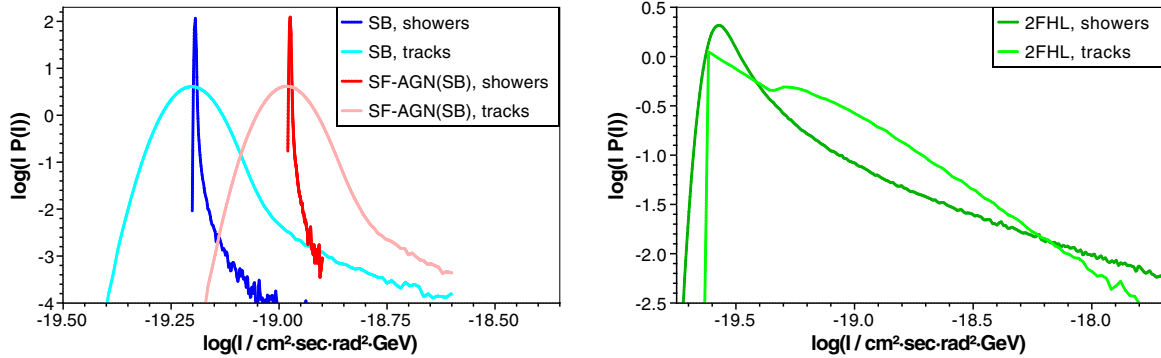 log(I P(I))
2
1
0
-1
-2
-3
-4
SB, showers
SB, tracks
SF-AGN(SB), showers
SF-AGN(SB), tracks
-19.50 -19.25 -19.00 -18.75 -18.50
log(I / cm²·sec·rad²·GeV)
log(I P(I))
0.5
0.0
-0.5
-1.0
-1.5
-2.0
-2.5
2FHL, showers
2FHL, tracks
-19.5 -19.0 -18.5 -18.0
log(I / cm²·sec·rad²·GeV)